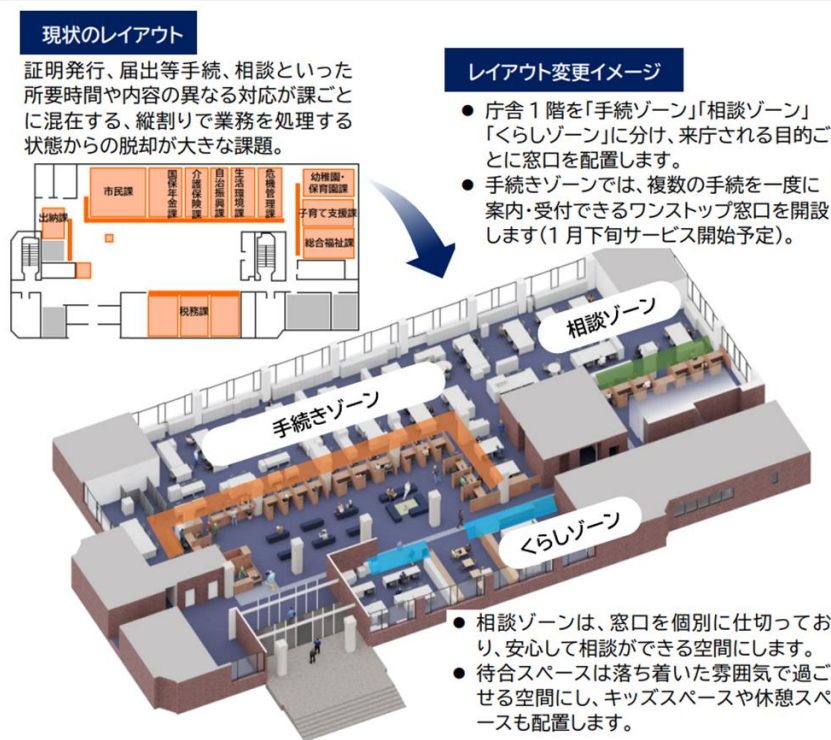 現状のレイアウト
証明発行、届出等手続、相談といった
所要時間や内容の異なる対応が課ごと
に混在する、縦割りで業務を処理する
状態からの脱却が大きな課題。
市民課
国保年金課
介護保険課
自治振興課
生活環境課
危機管理課
幼稚園・
保育園課
子育て支援課
総合福祉課
出納課
税務課
レイアウト変更イメージ
● 庁舎1階を「手続ゾーン」「相談ゾーン」
「くらしゾーン」に分け、来庁される目的ご
とに窓口を配置します。
● 手続きゾーンでは、複数の手続を一度に
案内・受付できるワンストップ窓口を開設
します(1月下旬サービス開始予定)。
相談ゾーン
手続きゾーン
くらしゾーン
● 相談ゾーンは、窓口を個別に仕切ってお
り、安心して相談ができる空間にします。
● 待合スペースは落ち着いた雰囲気で過ご
せる空間にし、キッズスペースや休憩スペ
ースも配置します。